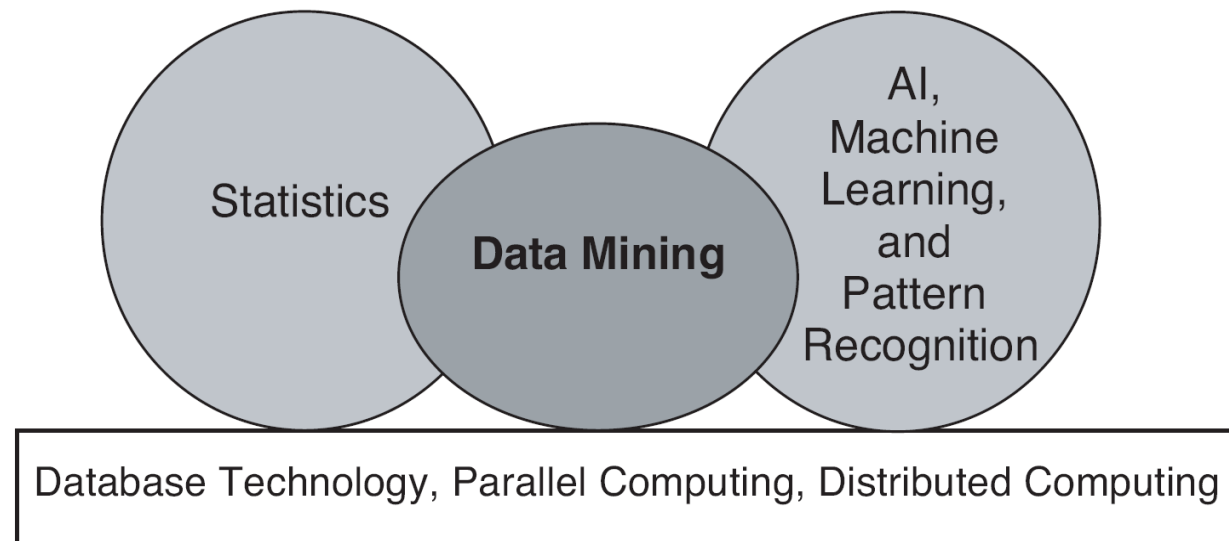 Statistics
Data Mining
AI,
Machine
Learning,
and
Pattern
Recognition
Database Technology, Parallel Computing, Distributed Computing